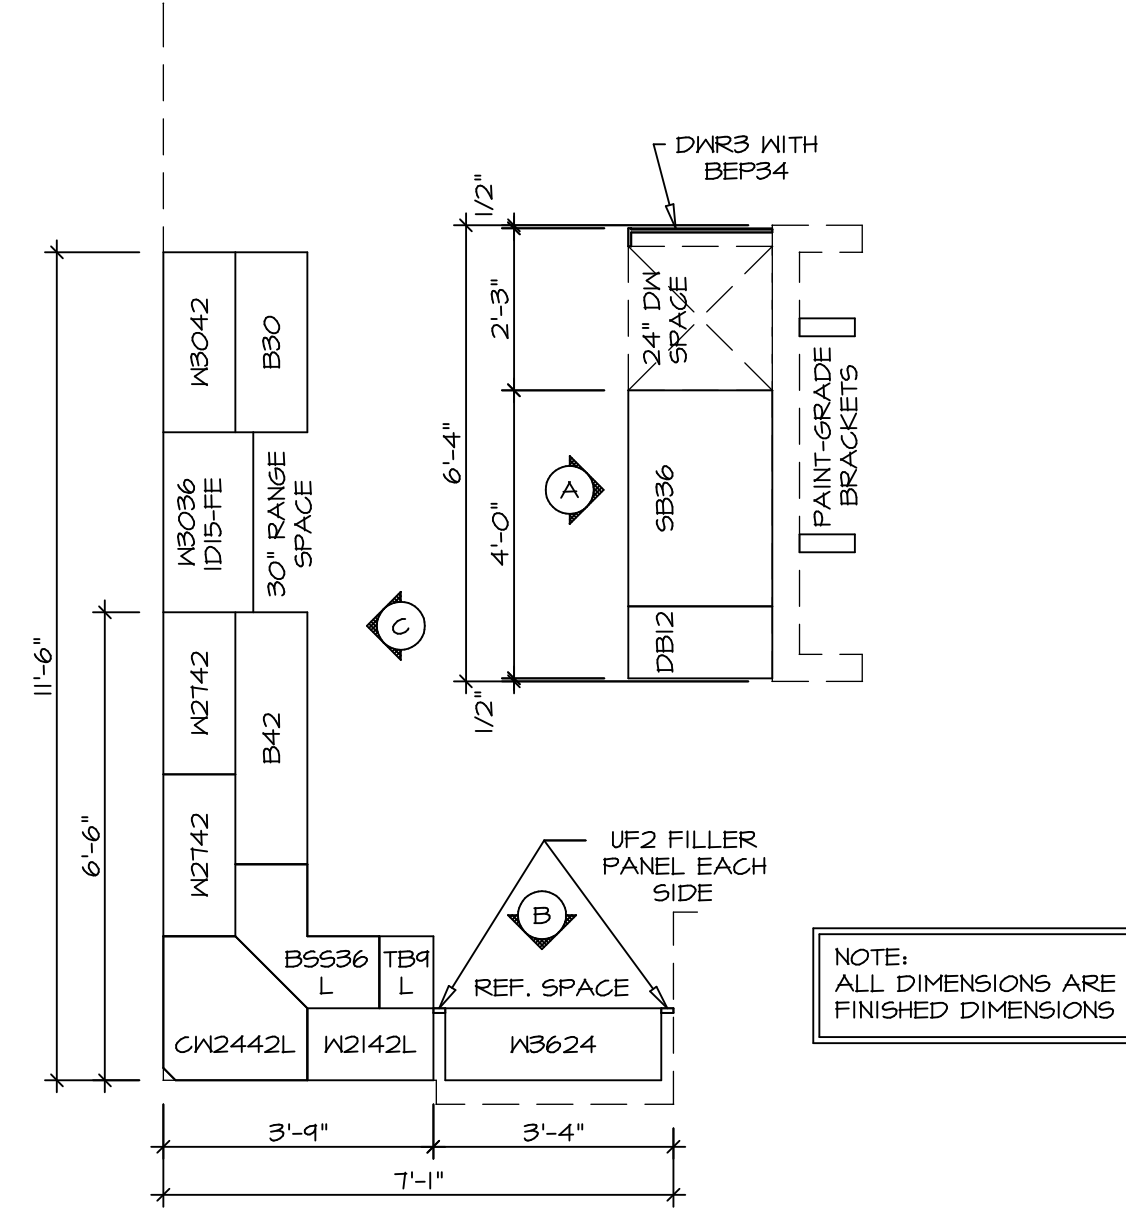 DWR3 WITH
BEP34
1/2"
2'-3"
24" DW
SPACE
W3042
B30
11'-6"
6'-4"
4'-0"
A
SB36
PAINT-GRADE
BRACKETS
W3036
1D15-FE
30" RANGE
SPACE
C
DB12
1/2"
W2742
B42
6'-6"
W2742
UF2 FILLER
PANEL EACH
SIDE
B
BSS36
L
TB9
L
REF. SPACE
NOTE:
ALL DIMENSIONS ARE
FINISHED DIMENSIONS
CW2442L
W2142L
W3624
3'-9"
3'-4"
7'-1"